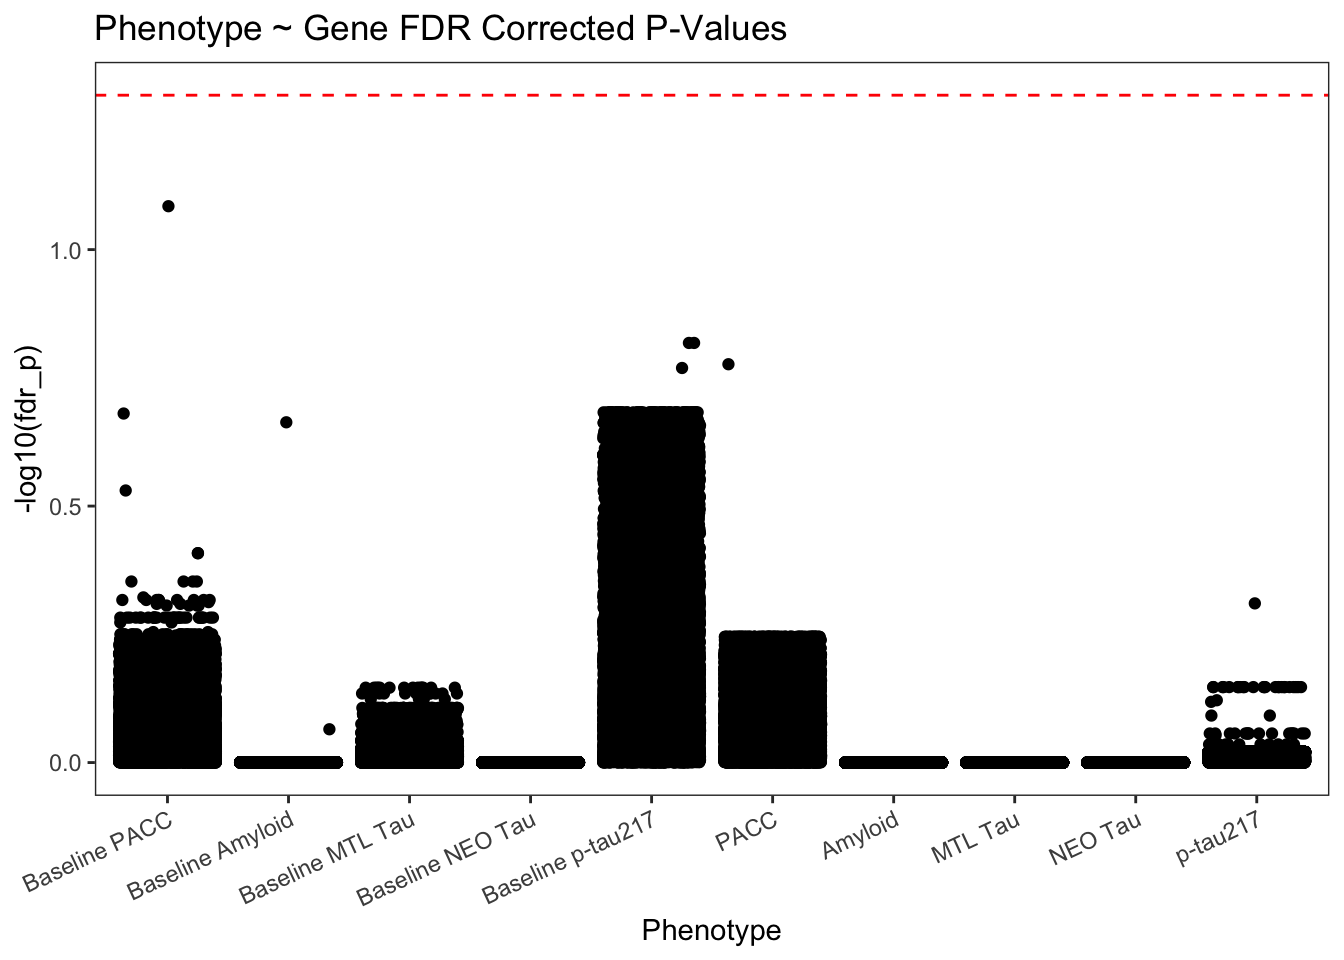 Phenotype ~ Gene FDR Corrected P-Values
-log10(fdr_p)
1.0
0.5
0.0
Baseline PACC
Baseline Amyloid
Baseline MTL Tau
Baseline NEO Tau
Baseline p-tau217
PACC
Amyloid
MTL Tau
NEO Tau
p-tau217
Phenotype